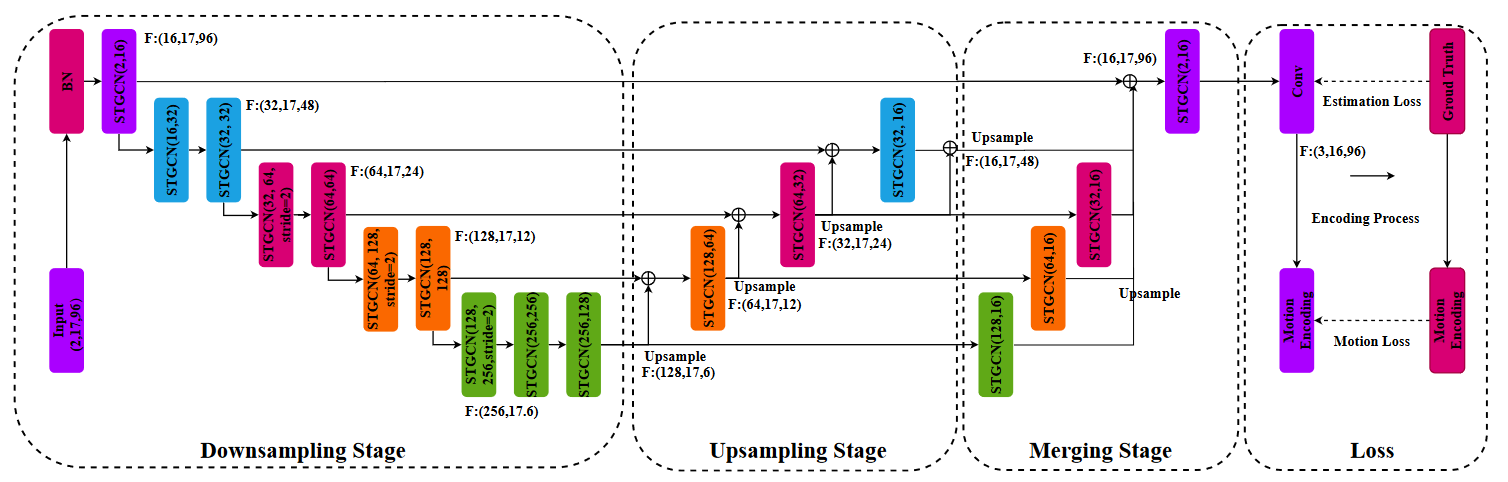 BN
Input
(2,17,96)
STGCN(2,16)
F:(16,17,96)
STGCN(16,32)
STGCN(32, 32)
F:(32,17,48)
STGCN(32, 64,
stride=2)
STGCN(64,64)
F:(64,17,24)
STGCN(64, 128,
stride=2)
STGCN(128,
128)
F:(128,17,12)
STGCN(128,
256,stride=2)
STGCN(256,256)
STGCN(256,128)
F:(256,17.6)
Downsampling Stage
Upsample
F:(128,17,6)
STGCN(128,64)
Upsample
F:(64,17,12)
STGCN(64,32)
Upsample
F:(32,17,24)
STGCN(32, 16)
Upsampling Stage
Upsample
F:(16,17,48)
STGCN(128,16)
STGCN(64,16)
STGCN(32,16)
Upsample
F:(16,17,96)
STGCN(2,16)
Merging Stage
Conv
Estimation Loss
Groud Truth
F:(3,16,96)
Encoding Process
Motion
Encoding
Motion Loss
Motion
Encoding
Loss